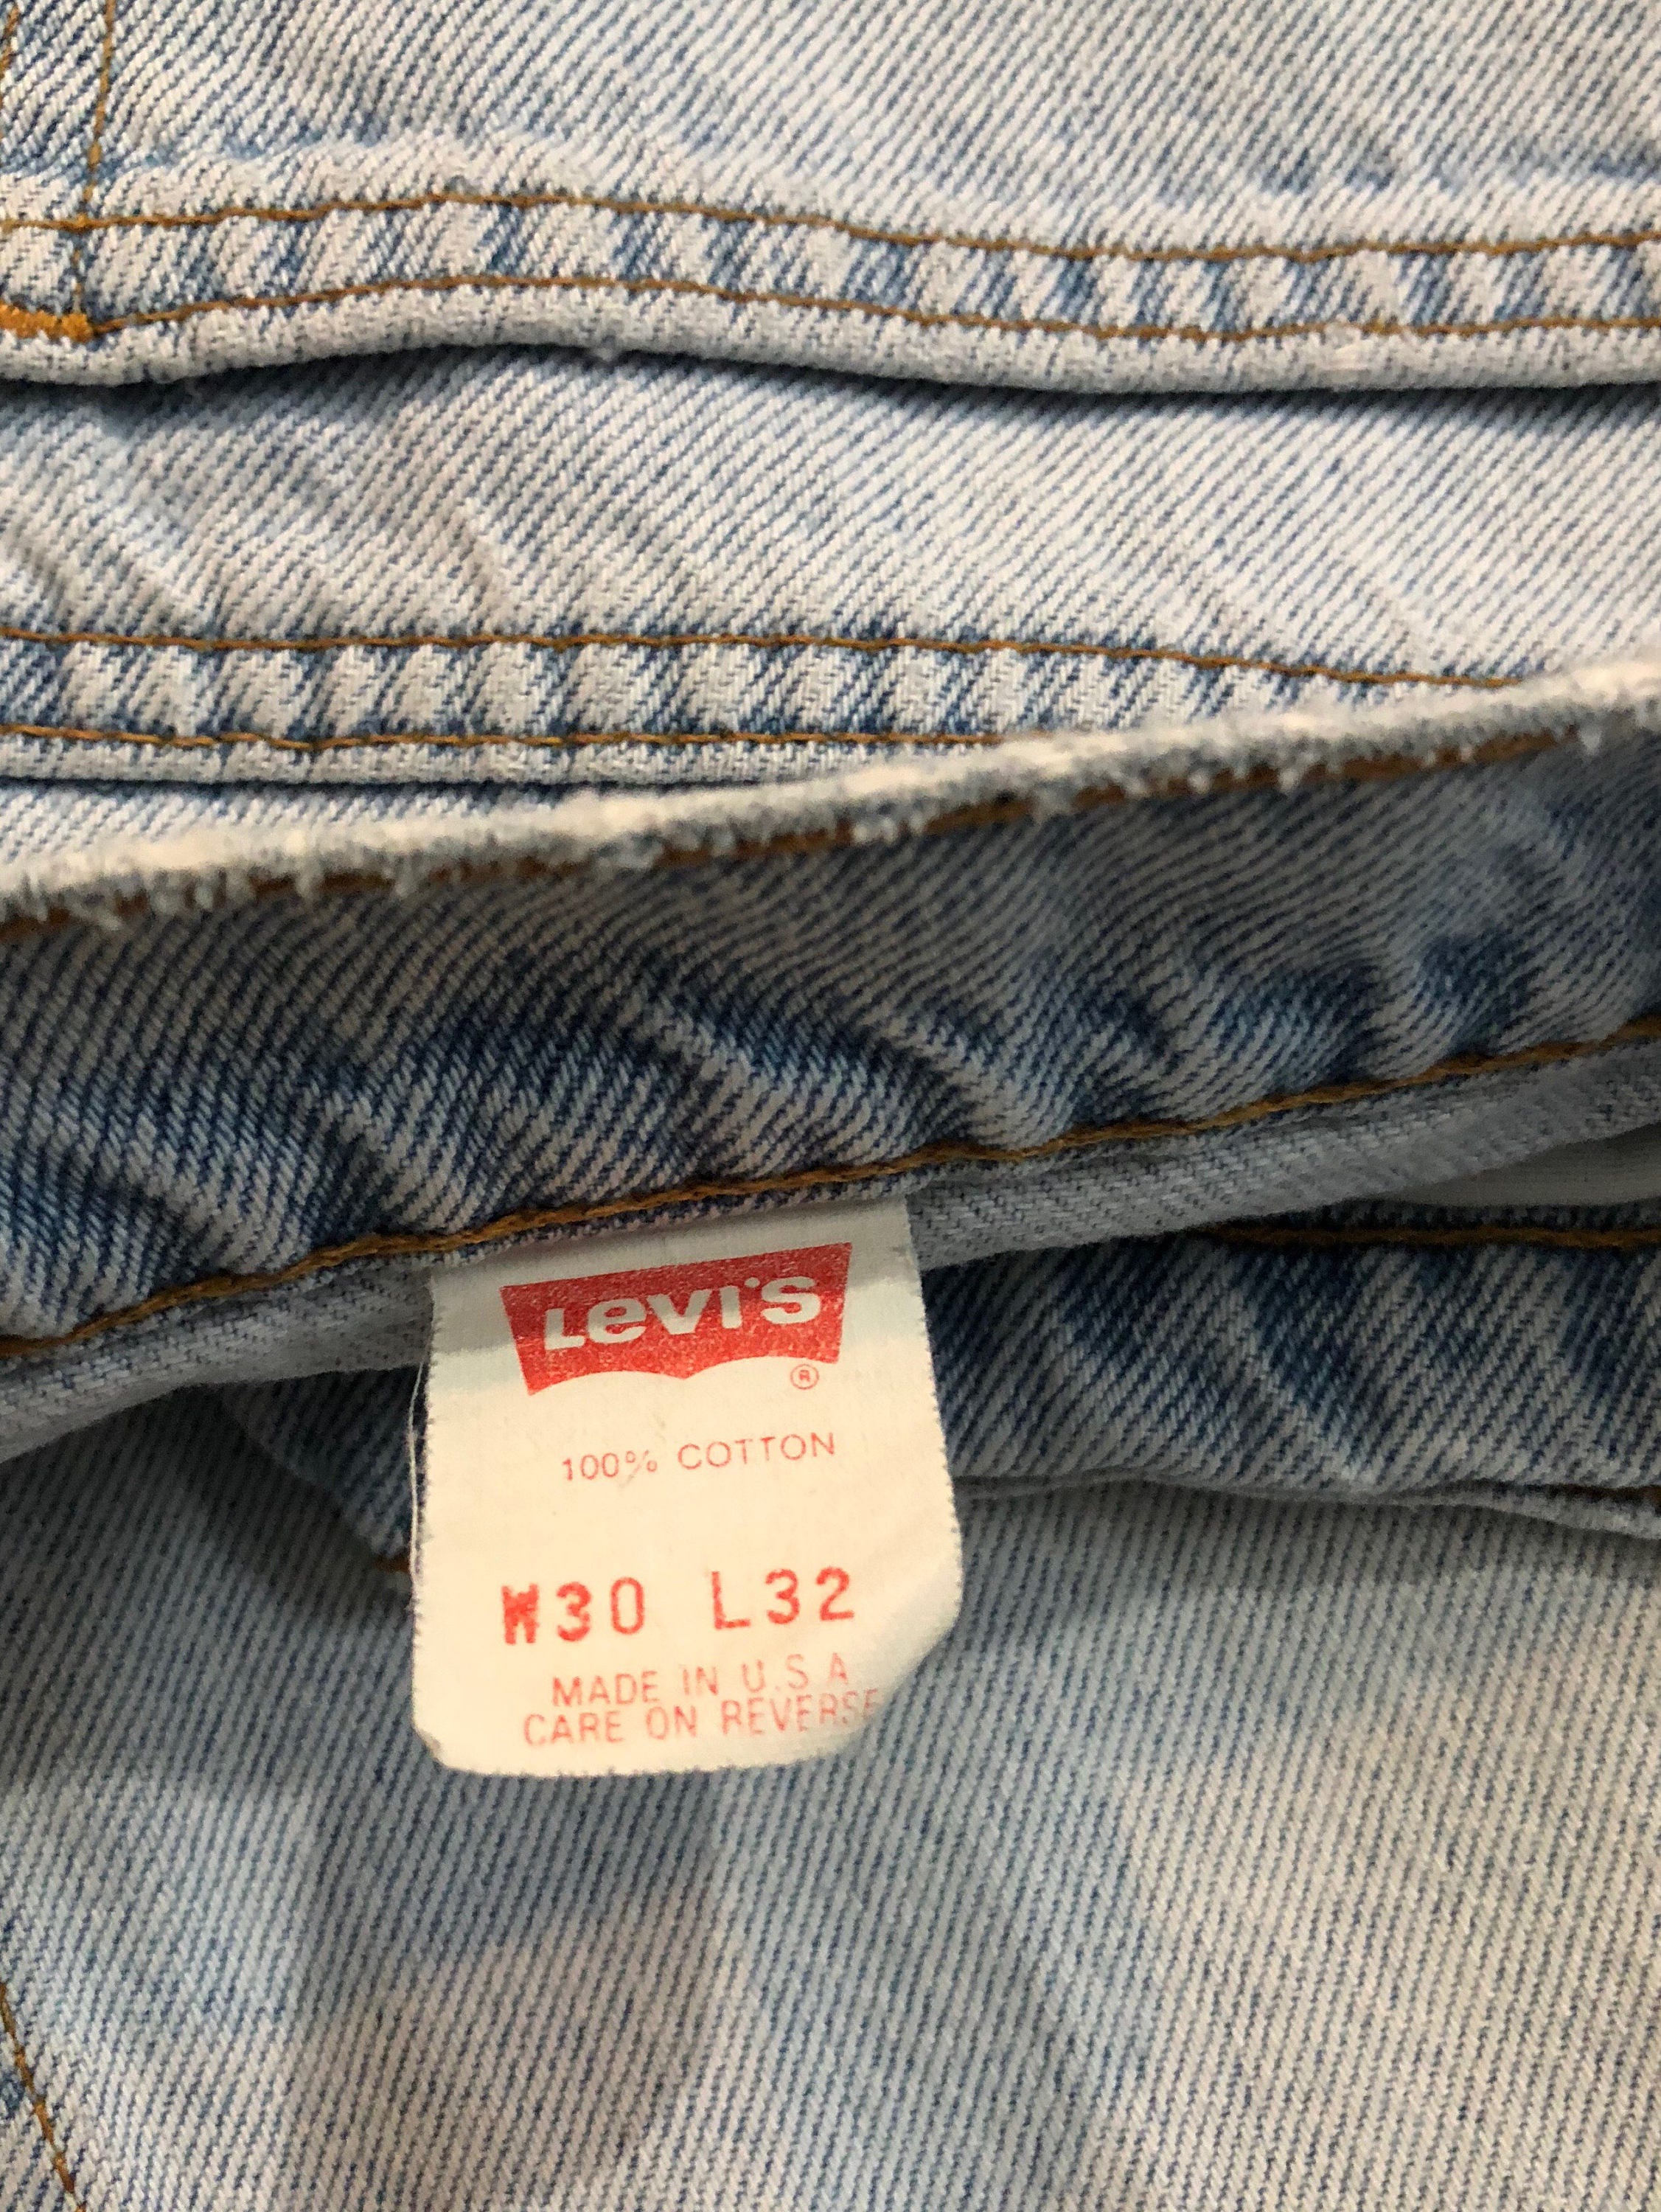 Levi's
®
100% COTTON
W30 L32
MADE IN U.S.A
CARE ON REVERSE